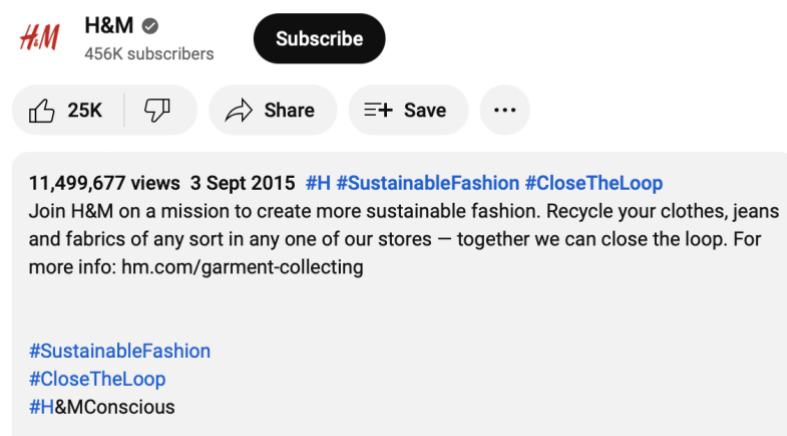 H&M
H&M
456K subscribers
Subscribe
25K
Share
Save
11,499,677 views 3 Sept 2015 #H #SustainableFashion #CloseTheLoop
Join H&M on a mission to create more sustainable fashion. Recycle your clothes, jeans
and fabrics of any sort in any one of our stores — together we can close the loop. For
more info: hm.com/garment-collecting
#SustainableFashion
#CloseTheLoop
#H&MConscious